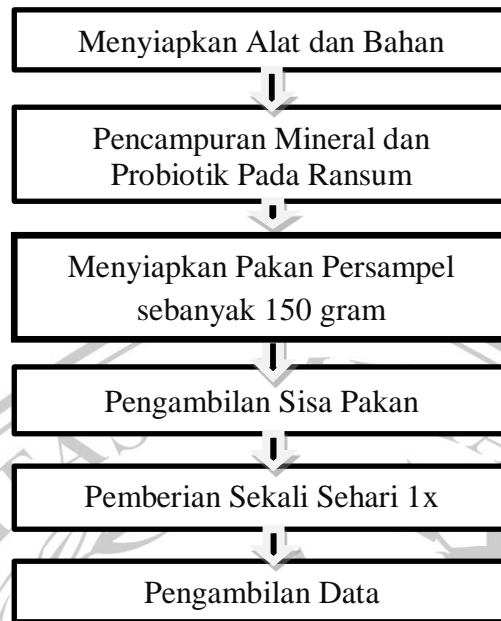 Menyiapkan Alat dan Bahan
Pencampuran Mineral dan
Probiotik Pada Ransum
Menyiapkan Pakan Persampel
sebanyak 150 gram
Pengambilan Sisa Pakan
Pemberian Sekali Sehari 1x
Pengambilan Data